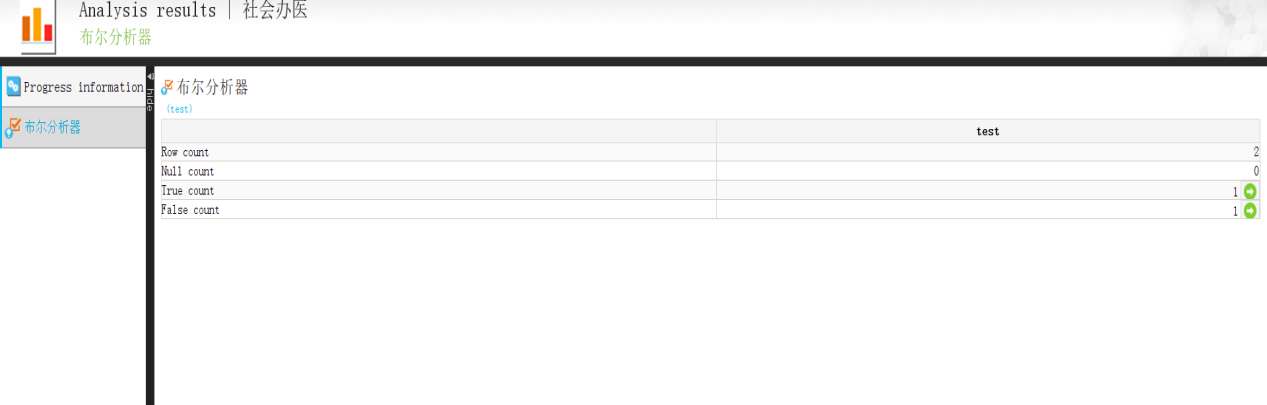 Analysis results | 社会办医
布尔分析器
Progress information
布尔分析器
hide
布尔分析器
(test)
test
Row count 2
Null count 0
True count 1
False count 1